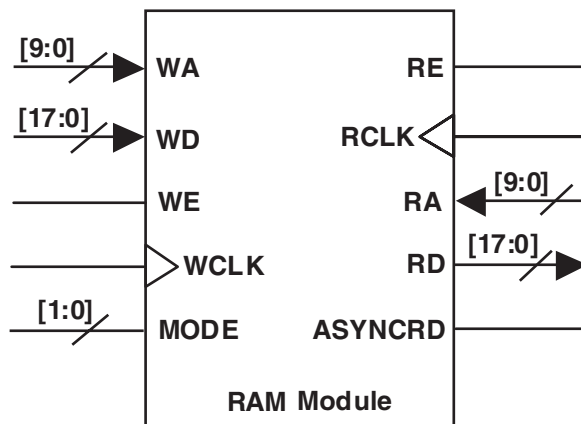 [9:0]
WA
RE
[17:0]
WD
RCLK
WE
RA
[9:0]
WCLK
RD
[17:0]
[1:0]
MODE
ASYNCRD
RAM Module